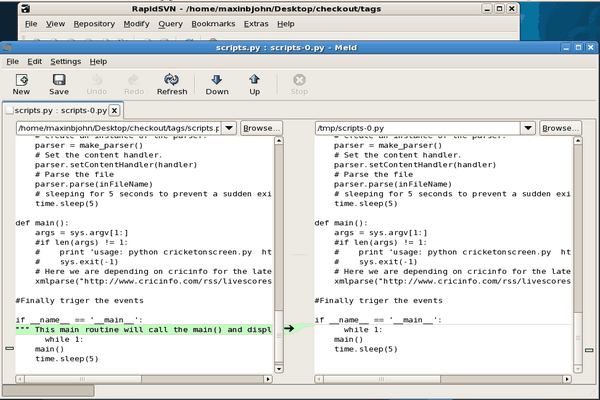 RapidSVN - /home/maxinbjohn/Desktop/checkout/tags
File View Repository Modify Query Bookmarks Extras Help
scripts.py : scripts-0.py - Meld
File Edit Settings Help
New Save Undo Redo Refresh Down Up Stop
scripts.py : scripts-0.py
/home/maxinbjohn/Desktop/checkout/tags/scripts.p Browse...
parser = make_parser()
# Set the content handler.
parser.setContentHandler(handler)
# Parse the file
parser.parse(inFileName)
# sleeping for 5 seconds to prevent a sudden exi
time.sleep(5)
def main():
args = sys.argv[1:]
#if len(args) != 1:
#    print 'usage: python cricketonscreen.py  ht
#    sys.exit(-1)
# Here we are depending on cricinfo for the late
xmlparse("http://www.cricinfo.com/rss/livescores
#Finally triger the events
if __name__ == '__main__':
""" This main routine will call the main() and displ
while 1:
main()
time.sleep(5)
/tmp/scripts-0.py Browse...
parser = make_parser()
# Set the content handler.
parser.setContentHandler(handler)
# Parse the file
parser.parse(inFileName)
# sleeping for 5 seconds to prevent a sudden exi
time.sleep(5)
def main():
args = sys.argv[1:]
#if len(args) != 1:
#    print 'usage: python cricketonscreen.py  ht
#    sys.exit(-1)
# Here we are depending on cricinfo for the late
xmlparse("http://www.cricinfo.com/rss/livescores
#Finally triger the events
if __name__ == '__main__':
while 1:
main()
time.sleep(5)